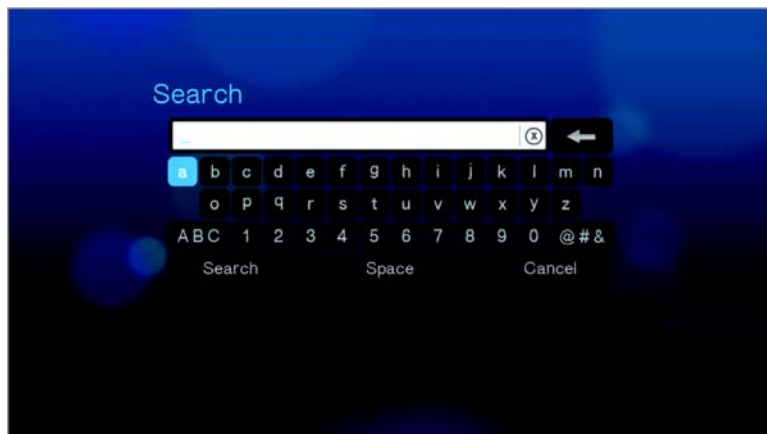 Search
_ x
a b c d e f g h i j k l m n
o p q r s t u v w x y z
ABC 1 2 3 4 5 6 7 8 9 0 @#&
Search Space Cancel